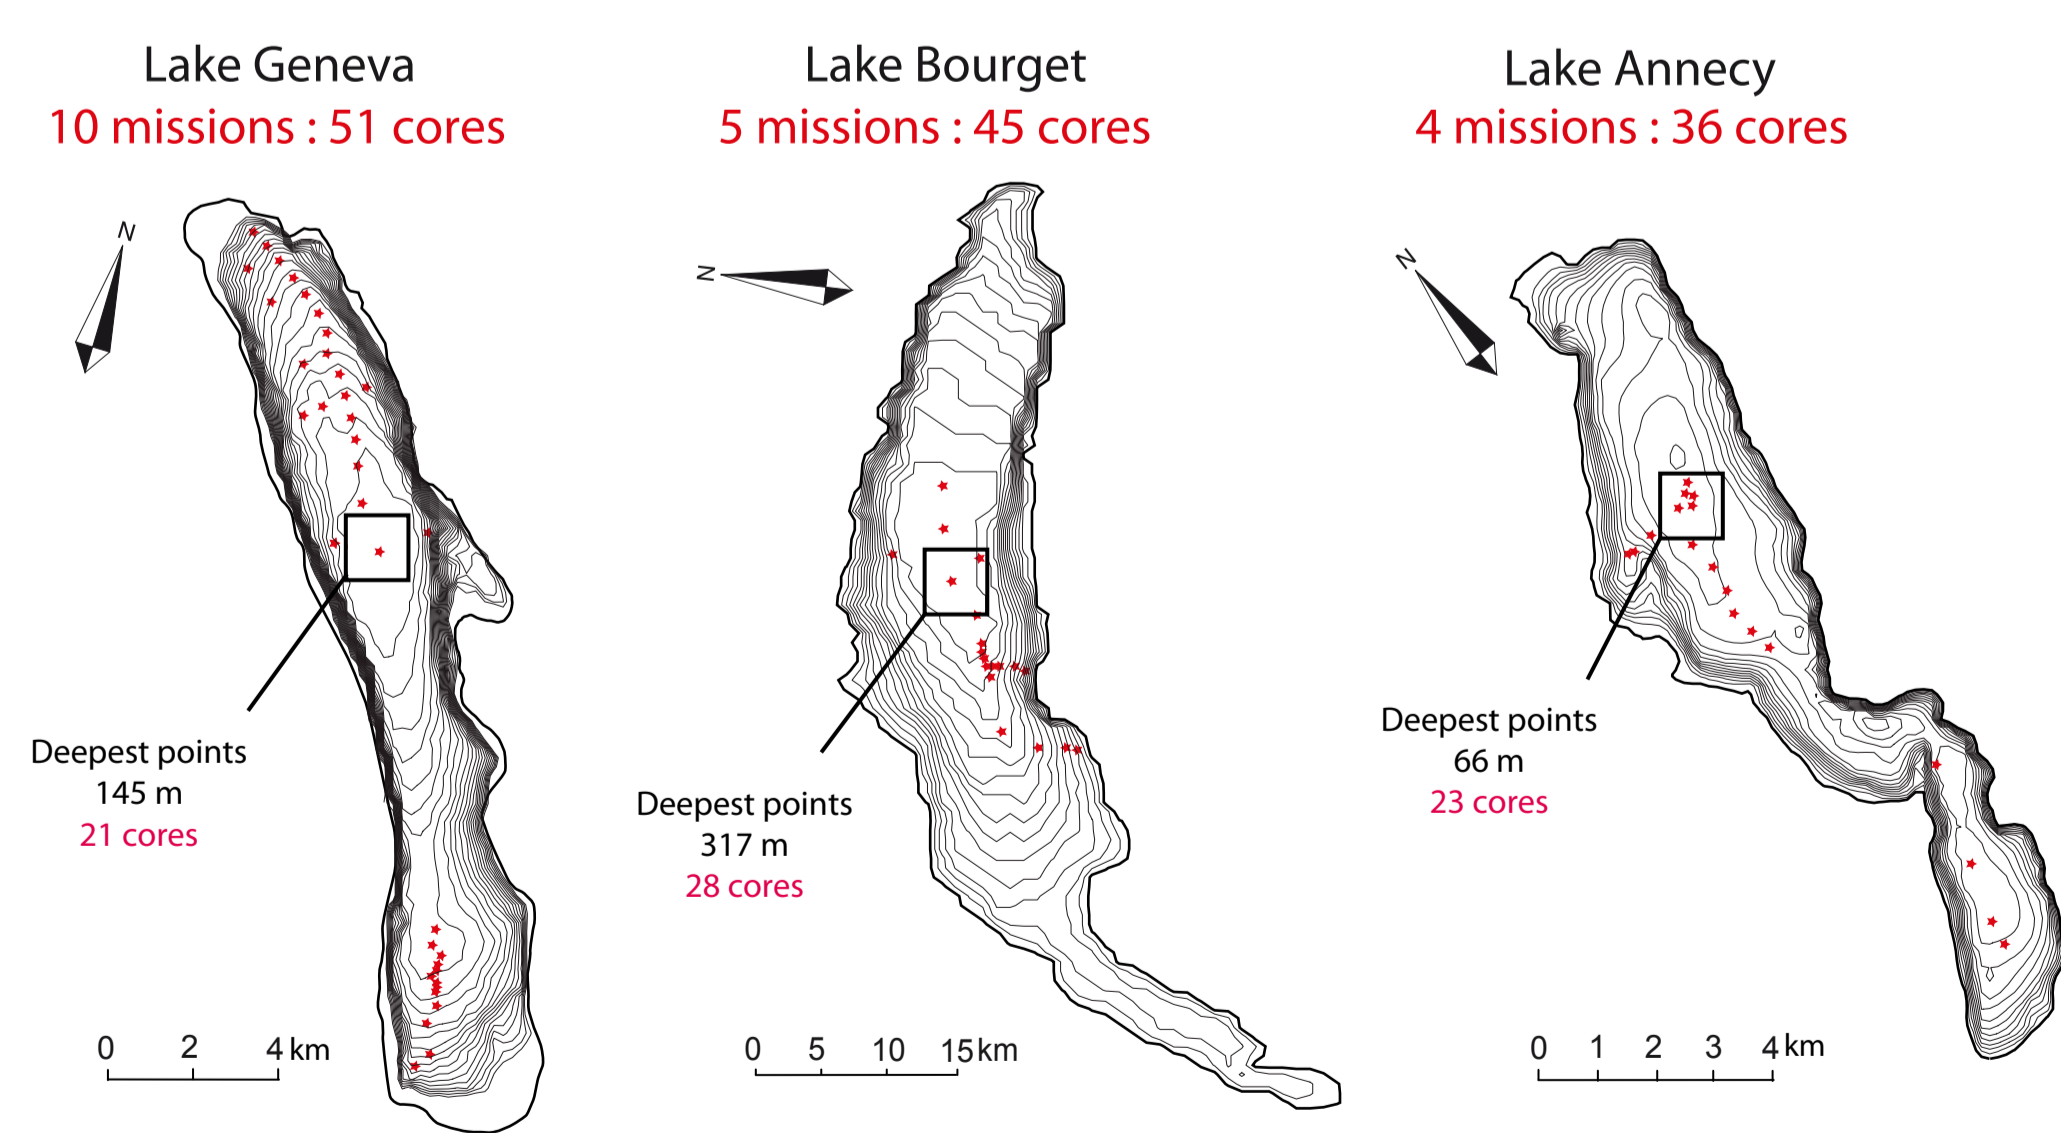 Lake Geneva
10 missions : 51 cores
N
Deepest points
145 m
21 cores
0 2 4 km
Lake Bourget
5 missions : 45 cores
N
Deepest points
317 m
28 cores
0 5 10 15 km
Lake Annecy
4 missions : 36 cores
N
Deepest points
66 m
23 cores
0 1 2 3 4 km